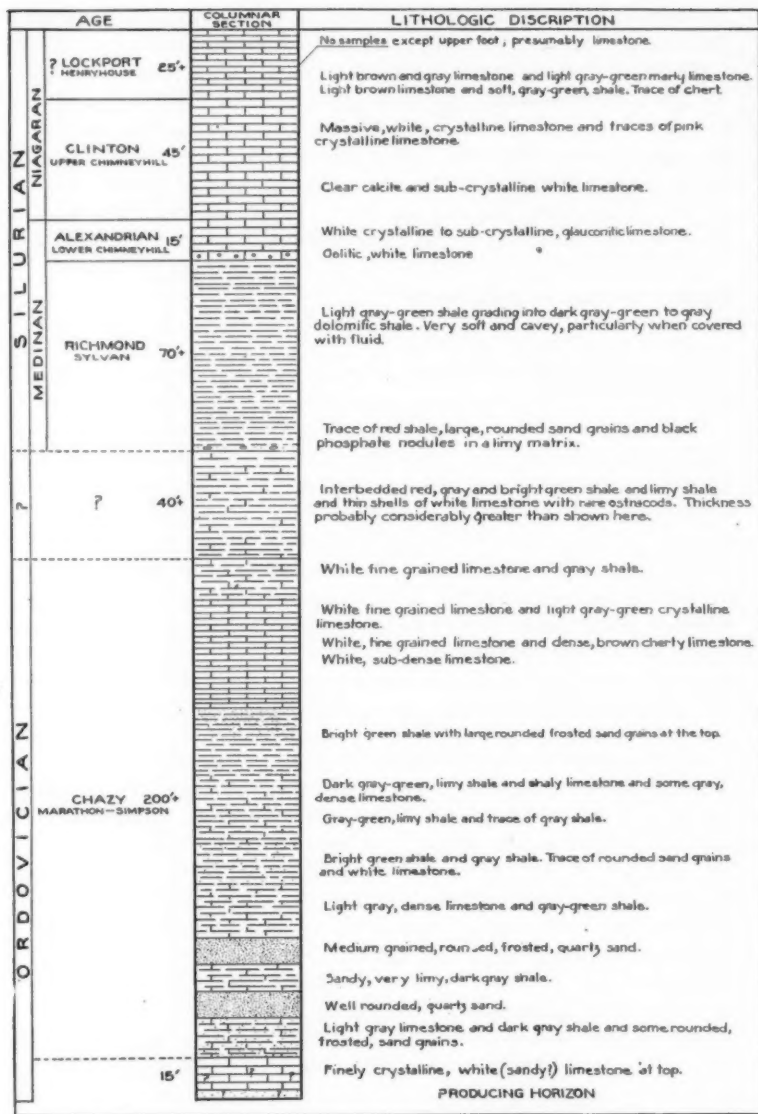 AGE
COLUMNAR
SECTION
LITHOLOGIC DISCRIPTION
SILURIAN
NIAGARAN
? LOCKPORT 25'+
HENRYHOUSE
No samples except upper foot, presumably limestone.
Light brown and gray limestone and light gray-green marly limestone.
Light brown limestone and soft, gray-green, shale. Trace of chert.
CLINTON 45'
UPPER CHIMNEYHILL
Massive, white, crystalline limestone and traces of pink
crystalline limestone.
Clear calcite and sub-crystalline white limestone.
MEDINAN
ALEXANDRIAN 15'
LOWER CHIMNEYHILL
White crystalline to sub-crystalline, glauconitic limestone.
Oolitic, white limestone
RICHMOND 70'+
SYLVAN
Light gray-green shale grading into dark gray-green to gray
dolomific shale. Very soft and cavey, particularly when covered
with fluid.
Trace of red shale, large, rounded sand grains and black
phosphate nodules in a limy matrix.
?
? 40'+
Interbedded red, gray and bright green shale and limy shale
and thin shells of white limestone with rare ostracods. Thickness
probably considerably greater than shown here.
ORDOVICIAN
White fine grained limestone and gray shale.
White fine grained limestone and light gray-green crystalline
limestone.
White, fine grained limestone and dense, brown cherty limestone.
White, sub-dense limestone.
Bright green shale with large rounded frosted sand grains at the top.
CHAZY 200'+
MARATHON-SIMPSON
Dark gray-green, limy shale and shaly limestone and some gray,
dense limestone.
Gray-green, limy shale and trace of gray shale.
Bright green shale and gray shale. Trace of rounded sand grains
and white limestone.
Light gray, dense limestone and gray-green shale.
Medium grained, rounded, frosted, quartz sand.
Sandy, very limy, dark gray shale.
Well rounded, quartz sand.
Light gray limestone and dark gray shale and some rounded,
frosted, sand grains.
15'
? ? ?
Finely crystalline, white (sandy?) limestone at top.
? ? ?
PRODUCING HORIZON